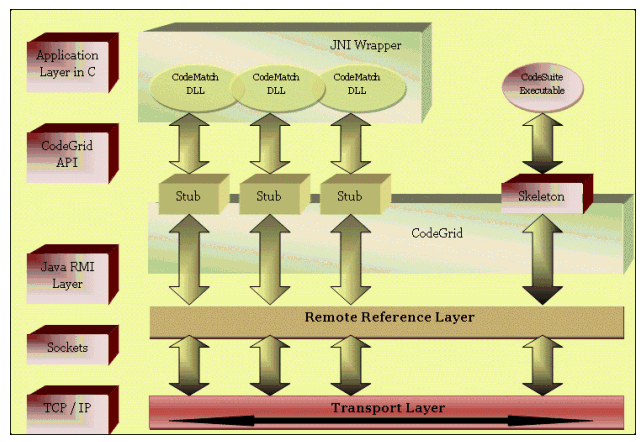 JNI Wrapper
Application
Layer in C
CodeMatch
DLL
CodeMatch
DLL
CodeMatch
DLL
CodeSuite
Executable
CodeGrid
API
Stub
Stub
Stub
Skeleton
CodeGrid
Java RMI
Layer
Remote Reference Layer
Sockets
TCP / IP
Transport Layer